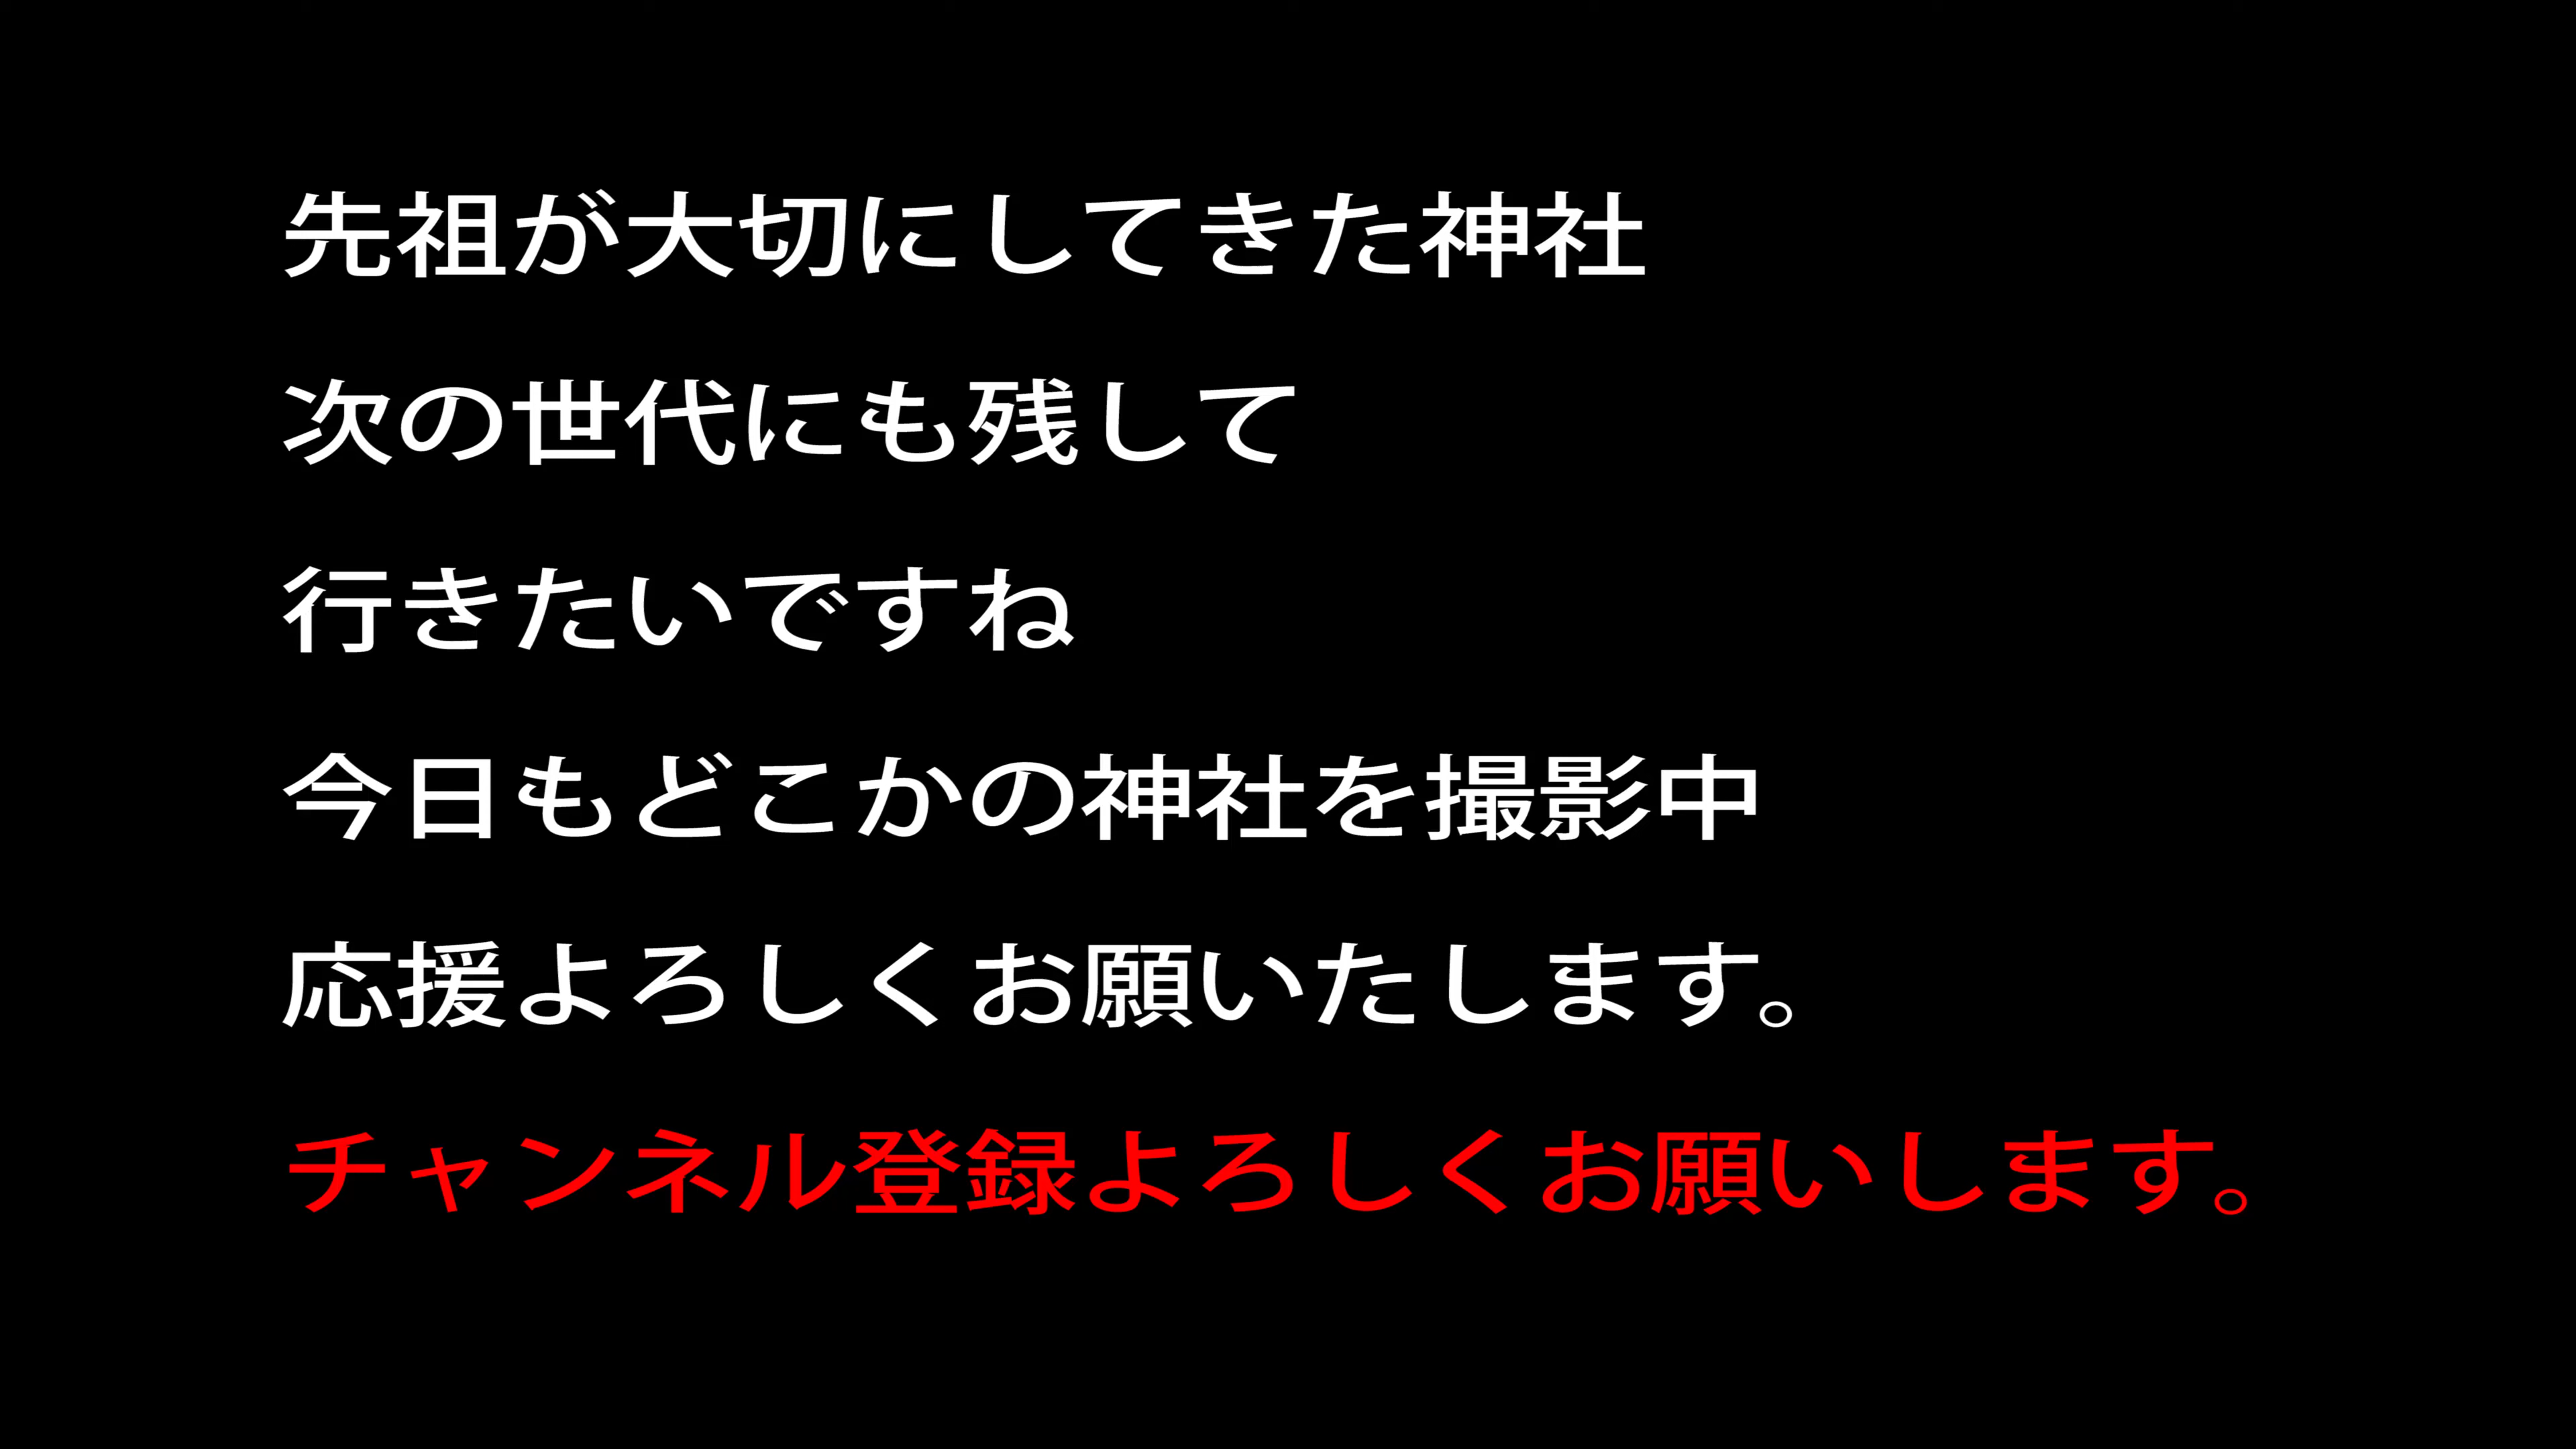 先祖が大切にしてきた神社
次の世代にも残して
行きたいですね
今日もどこかの神社を撮影中
応援よろしくお願いたします。
チャンネル登録よろしくお願いします。